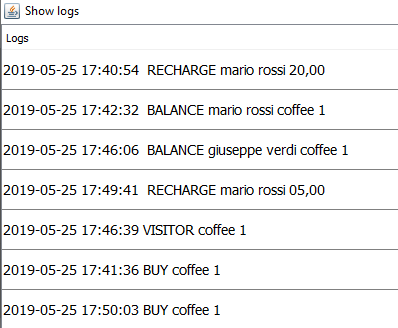 Show logs
Logs
2019-05-25 17:40:54  RECHARGE mario rossi 20,00
2019-05-25 17:42:32  BALANCE mario rossi coffee 1
2019-05-25 17:46:06  BALANCE giuseppe verdi coffee 1
2019-05-25 17:49:41  RECHARGE mario rossi 05,00
2019-05-25 17:46:39 VISITOR coffee 1
2019-05-25 17:41:36 BUY coffee 1
2019-05-25 17:50:03 BUY coffee 1